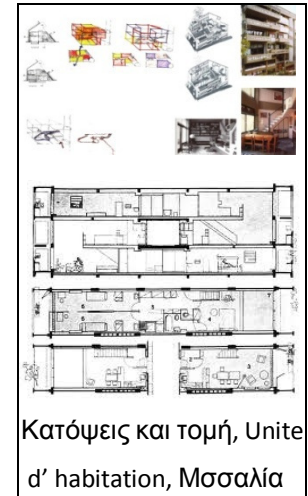 Κατόψεις και τομή, Unite
d’ habitation, Μσσαλία